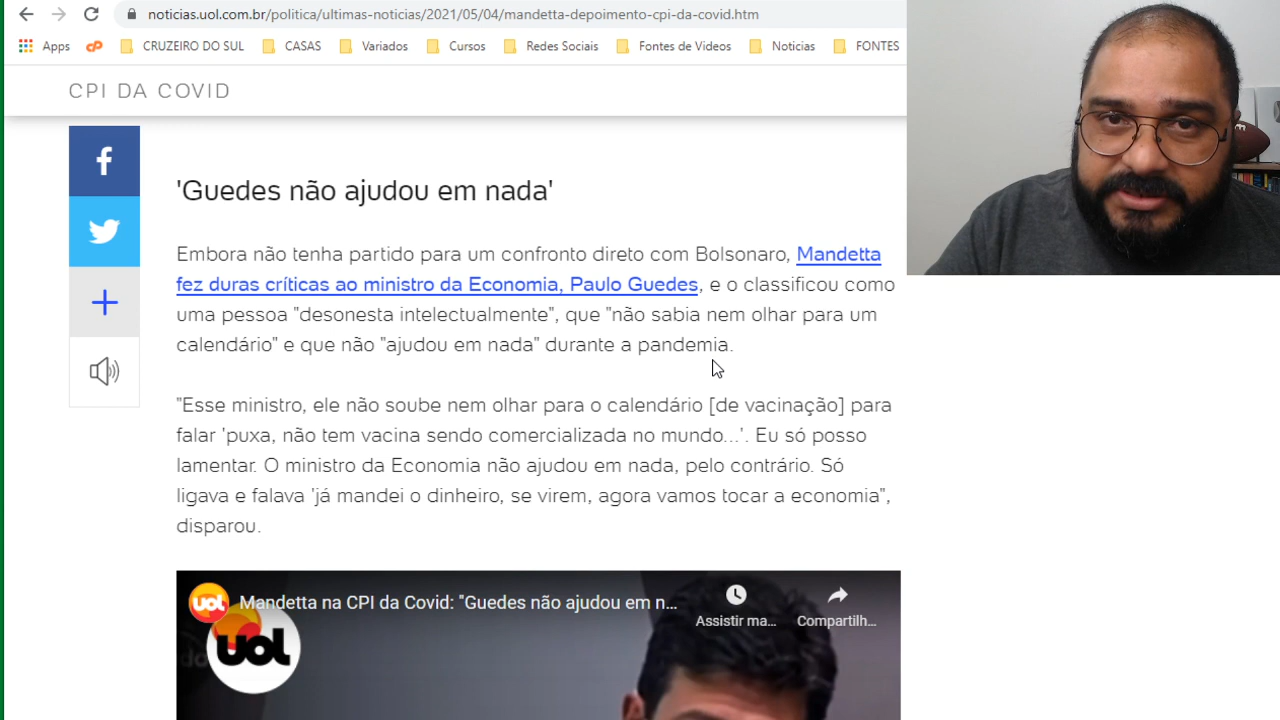 noticias.uol.com.br/politica/ultimas-noticias/2021/05/04/mandetta-depoimento-cpi-da-covid.htm
Apps cP CRUZEIRO DO SUL CASAS Variados Cursos Redes Sociais Fontes de Videos Noticias FONTES
CPI DA COVID
'Guedes não ajudou em nada'
Embora não tenha partido para um confronto direto com Bolsonaro, Mandetta
fez duras críticas ao ministro da Economia, Paulo Guedes, e o classificou como
uma pessoa "desonesta intelectualmente", que "não sabia nem olhar para um
calendário" e que não "ajudou em nada" durante a pandemia.
"Esse ministro, ele não soube nem olhar para o calendário [de vacinação] para
falar 'puxa, não tem vacina sendo comercializada no mundo...'. Eu só posso
lamentar. O ministro da Economia não ajudou em nada, pelo contrário. Só
ligava e falava 'já mandei o dinheiro, se virem, agora vamos tocar a economia",
disparou.
uol Mandetta na CPI da Covid: "Guedes não ajudou em n...
Assistir ma... Compartilh...
uol